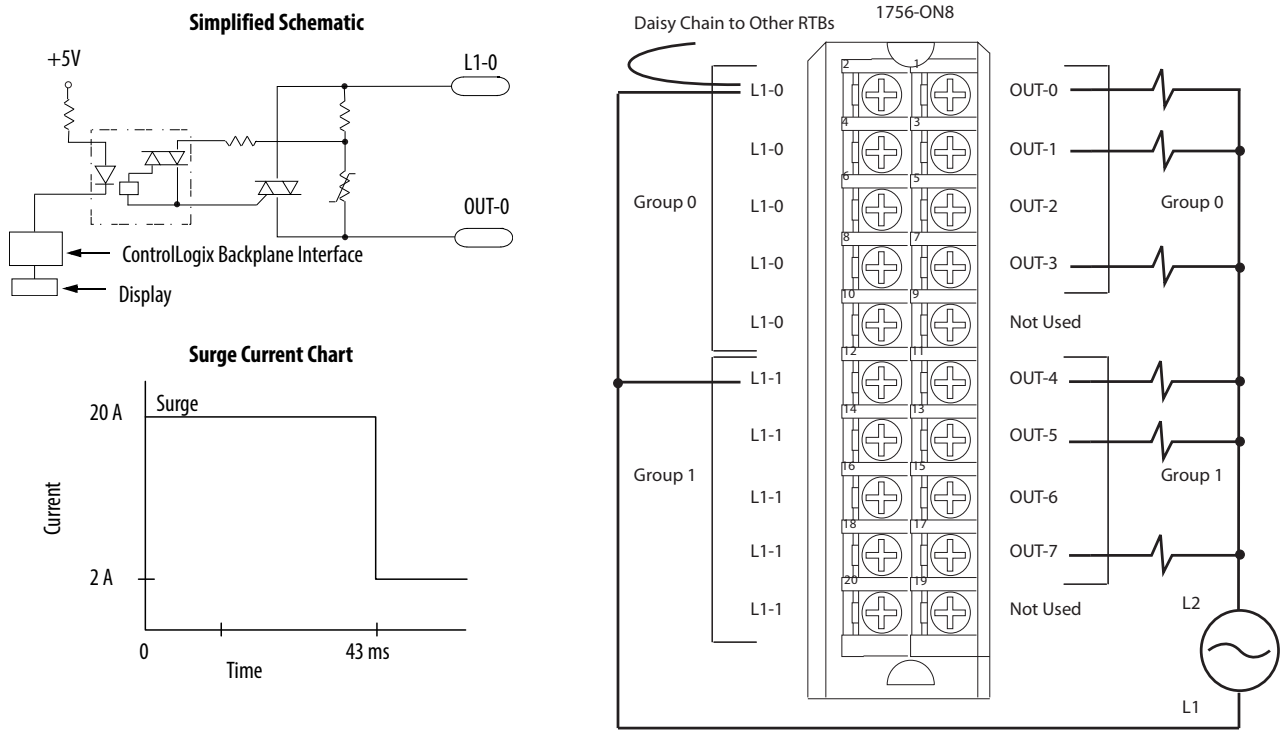 Simplified Schematic
+5V
L1-0
OUT-0
ControlLogix Backplane Interface
Display
Surge Current Chart
20 A
Surge
Current
2 A
0
43 ms
Time
Daisy Chain to Other RTBs
1756-ON8
2 1
L1-0 OUT-0
4 3
L1-0 OUT-1
6 5
Group 0 L1-0 OUT-2 Group 0
8 7
L1-0 OUT-3
10 9
L1-0 Not Used
12 11
L1-1 OUT-4
14 13
L1-1 OUT-5
16 15
Group 1 Group 1
L1-1 OUT-6
18 17
L1-1 OUT-7
20 19
L1-1 Not Used
L2
L1